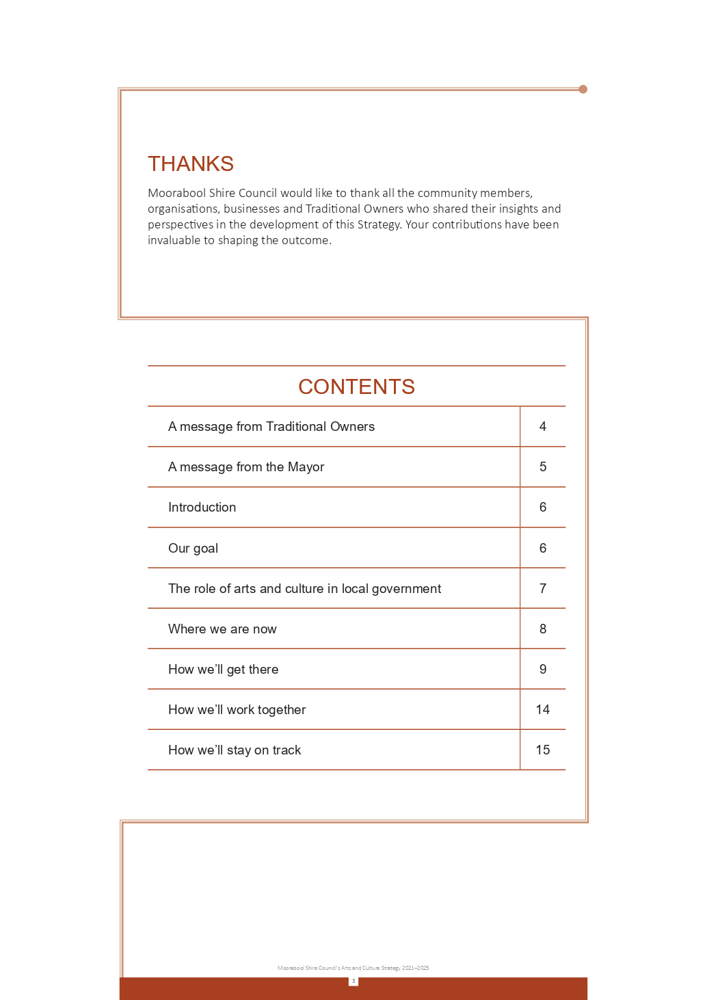 THANKS
Moorabool Shire Council would like to thank all the community members,
organisations, businesses and Traditional Owners who shared their insights and
perspectives in the development of this Strategy. Your contributions have been
invaluable to shaping the outcome.
CONTENTS
A message from Traditional Owners 4
A message from the Mayor 5
Introduction 6
Our goal 6
The role of arts and culture in local government 7
Where we are now 8
How we’ll get there 9
How we’ll work together 14
How we’ll stay on track 15
Moorabool Shire Council’s Arts and Culture Strategy 2021–2025
3